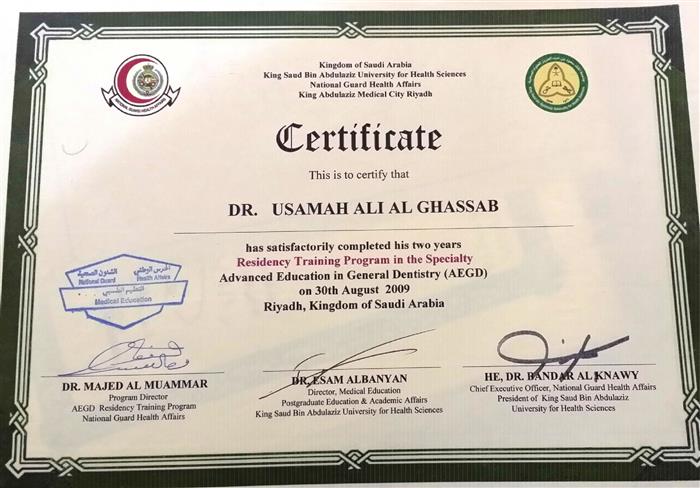 Kingdom of Saudi Arabia
King Saud Bin Abdulaziz University for Health Sciences
National Guard Health Affairs
King Abdulaziz Medical City Riyadh
NATIONAL GUARD HEALTH AFFAIRS
Certificate
This is to certify that
DR. USAMAH ALI AL GHASSAB
has satisfactorily completed his two years
Residency Training Program in the Specialty
Advanced Education in General Dentistry (AEGD)
on 30th August 2009
Riyadh, Kingdom of Saudi Arabia
الحرس الوطني الشئون الصحية
National Guard Health Affairs
التعليم الطبي
Medical Education
DR. MAJED AL MUAMMAR
Program Director
AEGD Residency Training Program
National Guard Health Affairs
DR. ESAM ALBANYAN
Director, Medical Education
Postgraduate Education & Academic Affairs
King Saud Bin Abdulaziz University for Health Sciences
HE, DR. BANDAR AL KNAWY
Chief Executive Officer, National Guard Health Affairs
President of King Saud Bin Abdulaziz
University for Health Sciences